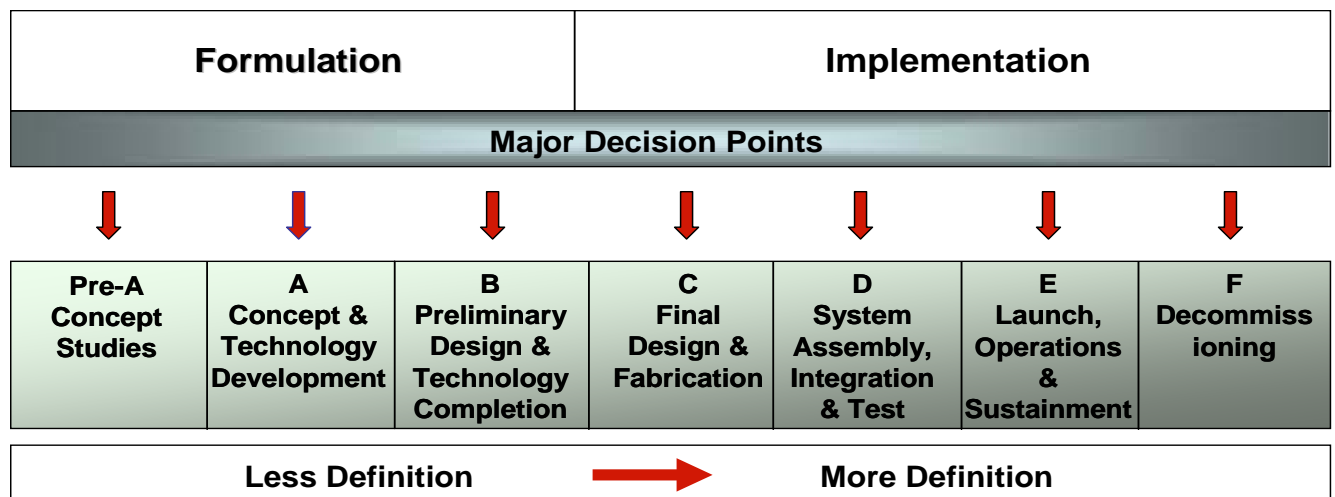 Formulation
Implementation
Major Decision Points
Pre-A
Concept
Studies
A
Concept &
Technology
Development
B
Preliminary
Design &
Technology
Completion
C
Final
Design &
Fabrication
D
System
Assembly,
Integration
& Test
E
Launch,
Operations
&
Sustainment
F
Decommiss
ioning
Less Definition
More Definition